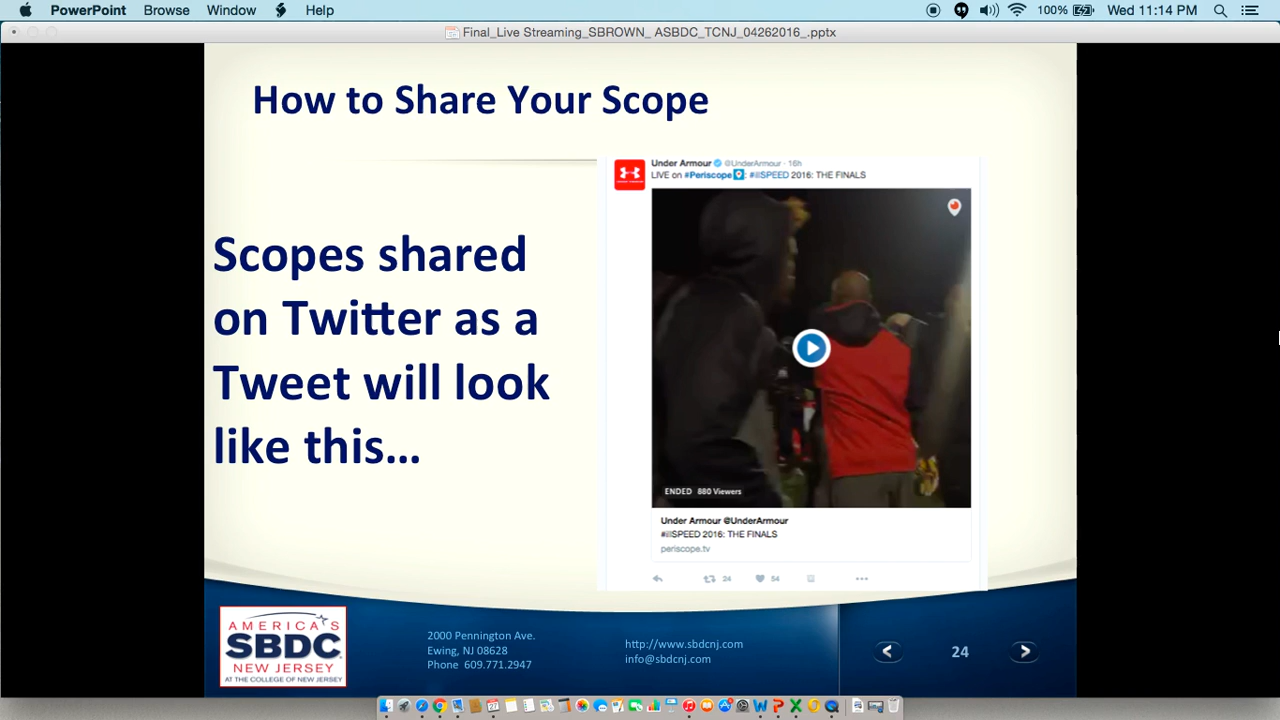 PowerPoint Browse Window Help
100% Wed 11:14 PM
Final_Live Streaming_SBROWN_ ASBDC_TCNJ_04262016_.pptx
How to Share Your Scope
Scopes shared
on Twitter as a
Tweet will look
like this...
Under Armour @UnderArmour · 16h
LIVE on #Periscope: #illSPEED 2016: THE FINALS
ENDED 880 Viewers
Under Armour @UnderArmour
#illSPEED 2016: THE FINALS
periscope.tv
24 54
AMERICA'S
SBDC
NEW JERSEY
AT THE COLLEGE OF NEW JERSEY
2000 Pennington Ave.
Ewing, NJ 08628
Phone 609.771.2947
http://www.sbdcnj.com
info@sbdcnj.com
24